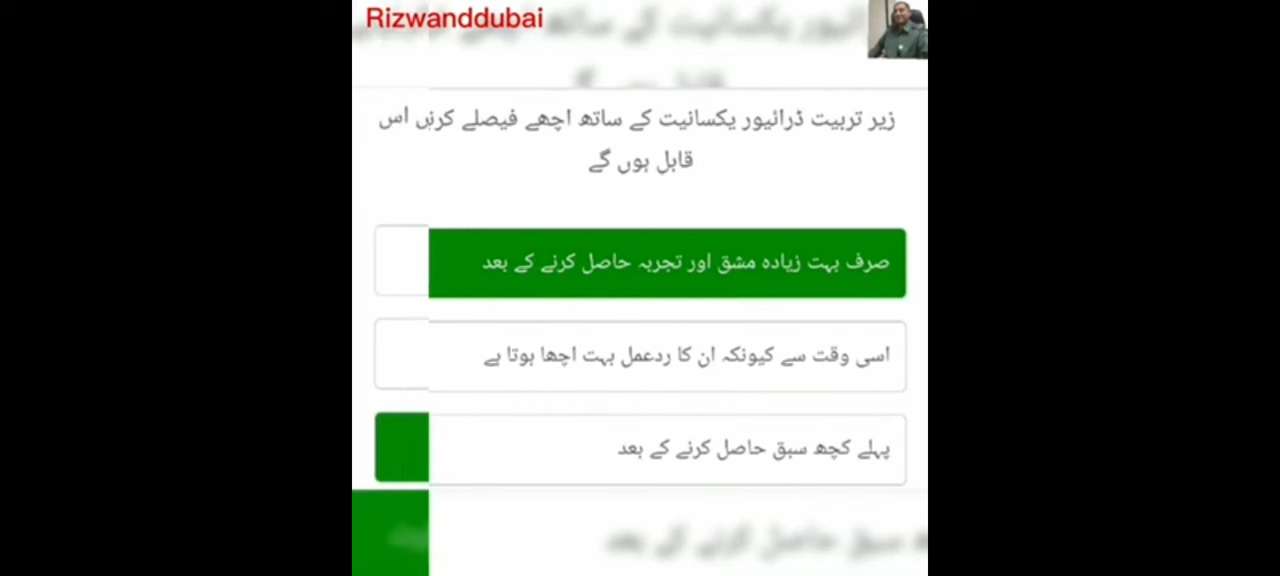 Rizwanddubai
زیر تربیت ڈرائیور یکسانیت کے ساتھ اچھے فیصلے کرنں اس
قابل ہوں گے
صرف بہت زیادہ مشق اور تجربہ حاصل کرنے کے بعد
اسی وقت سے کیونکہ ان کا ردعمل بہت اچھا ہوتا ہے
پہلے کچھ سبق حاصل کرنے کے بعد